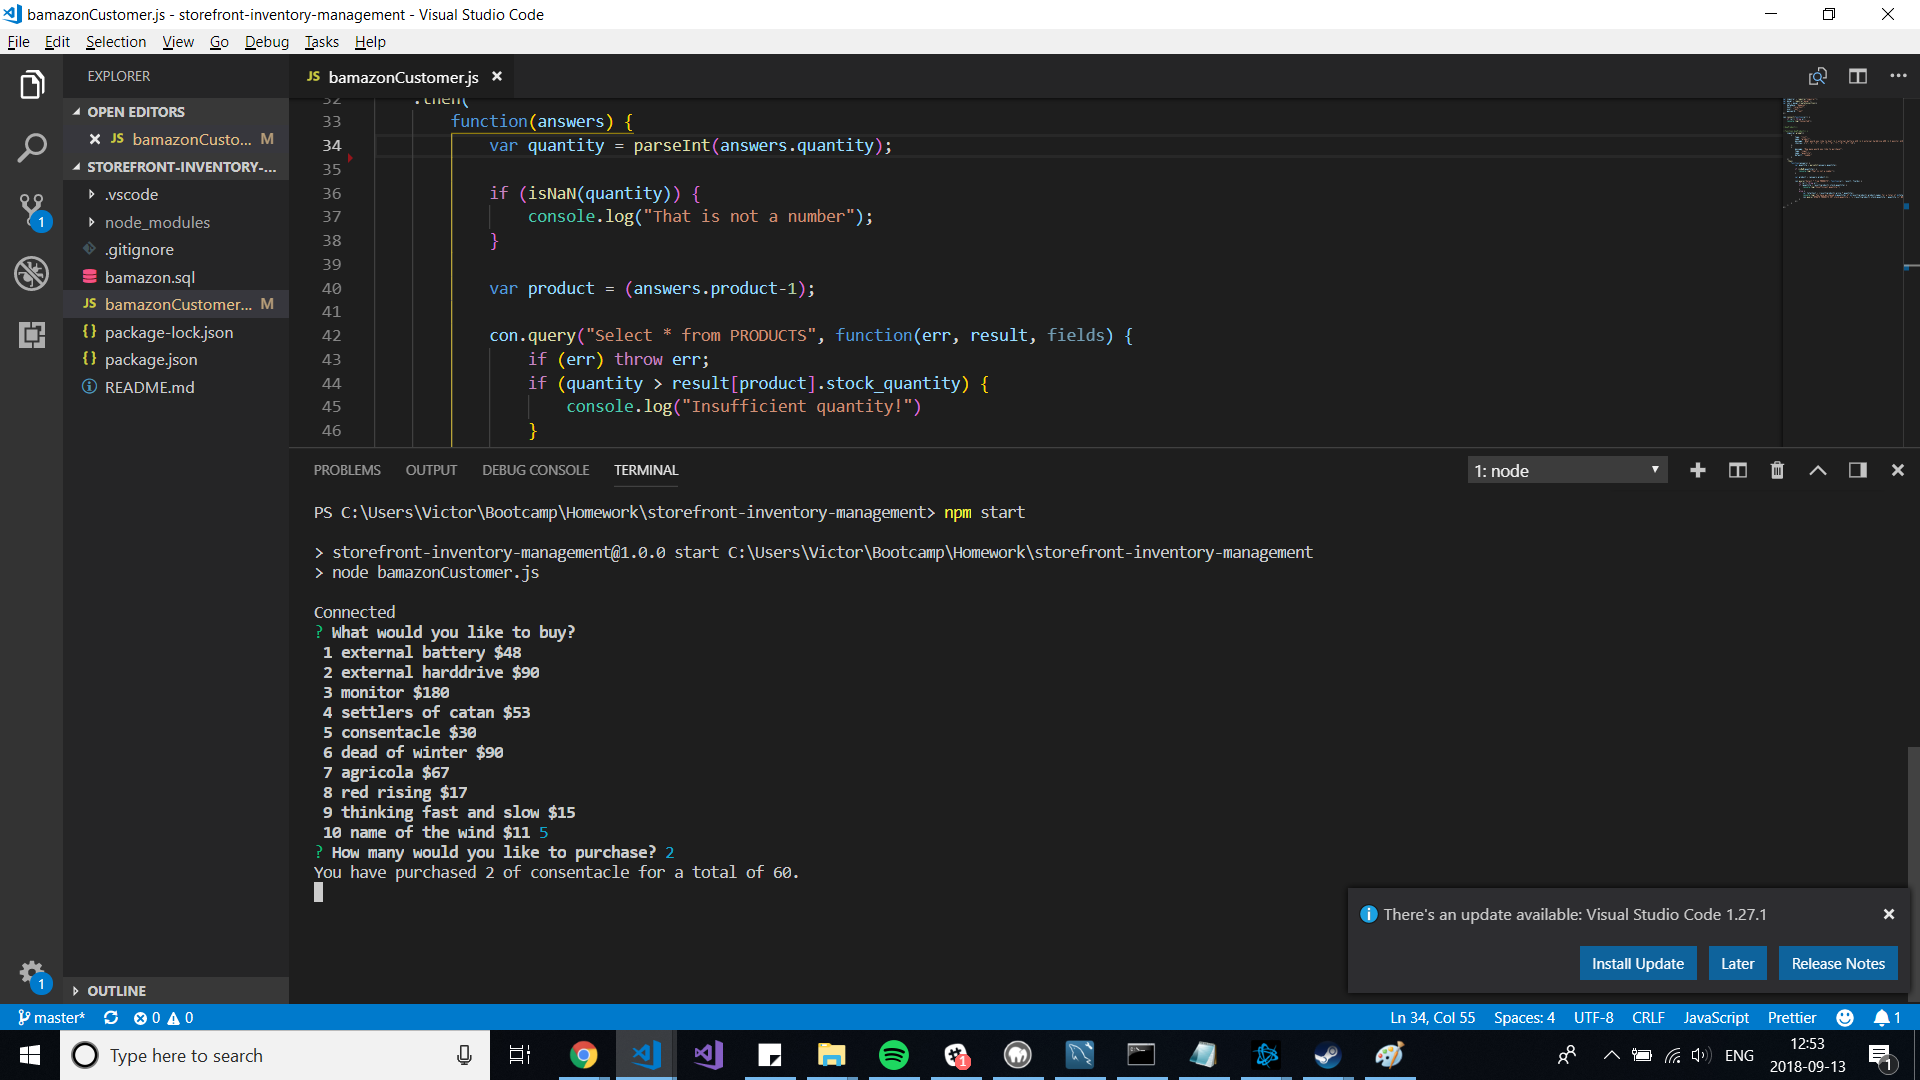 bamazonCustomer.js - storefront-inventory-management - Visual Studio Code
File Edit Selection View Go Debug Tasks Help
EXPLORER
OPEN EDITORS
JS bamazonCusto... M
STOREFRONT-INVENTORY-...
.vscode
node_modules
.gitignore
bamazon.sql
JS bamazonCustomer... M
{} package-lock.json
{} package.json
README.md
OUTLINE
1
1
JS bamazonCustomer.js
32 .then(
33 function(answers) {
34 var quantity = parseInt(answers.quantity);
35
36 if (isNaN(quantity)) {
37 console.log("That is not a number");
38 }
39
40 var product = (answers.product-1);
41
42 con.query("Select * from PRODUCTS", function(err, result, fields) {
43 if (err) throw err;
44 if (quantity > result[product].stock_quantity) {
45 console.log("Insufficient quantity!")
46 }
PROBLEMS OUTPUT DEBUG CONSOLE TERMINAL 1: node
PS C:\Users\Victor\Bootcamp\Homework\storefront-inventory-management> npm start
> storefront-inventory-management@1.0.0 start C:\Users\Victor\Bootcamp\Homework\storefront-inventory-management
> node bamazonCustomer.js
Connected
? What would you like to buy?
1 external battery $48
2 external harddrive $90
3 monitor $180
4 settlers of catan $53
5 consentacle $30
6 dead of winter $90
7 agricola $67
8 red rising $17
9 thinking fast and slow $15
10 name of the wind $11 5
? How many would you like to purchase? 2
You have purchased 2 of consentacle for a total of 60.
There's an update available: Visual Studio Code 1.27.1
Install Update Later Release Notes
master* 0 0 Ln 34, Col 55 Spaces: 4 UTF-8 CRLF JavaScript Prettier 1
Type here to search
1
ENG
12:53
2018-09-13
1